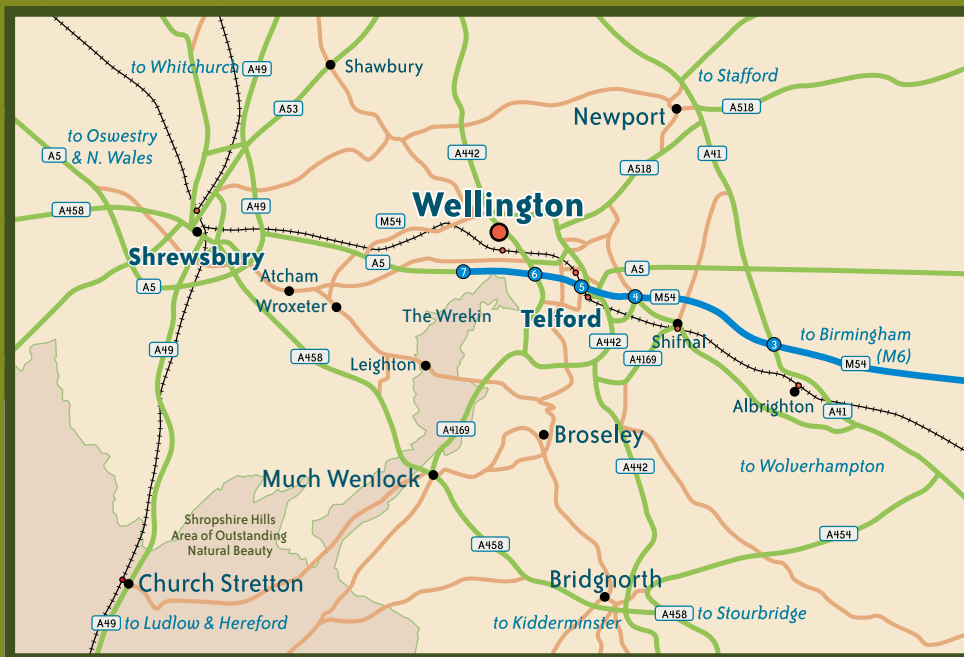 to Whitchurch
A49
Shawbury
to Stafford
A53
A518
Newport
to Oswestry
& N. Wales
A5
A442
A41
A518
A458
A49
M54
Wellington
Shrewsbury
A5
7
6
5
4
A5
M54
Atcham
A5
Wroxeter
The Wrekin
Telford
Shifnal
3
to Birmingham
(M6)
M54
A49
A458
A442
A4169
Leighton
Albrighton
A41
A4169
Broseley
A442
to Wolverhampton
Much Wenlock
Shropshire Hills
Area of Outstanding
Natural Beauty
A458
A454
Church Stretton
Bridgnorth
A49
to Ludlow & Hereford
to Kidderminster
A458
to Stourbridge